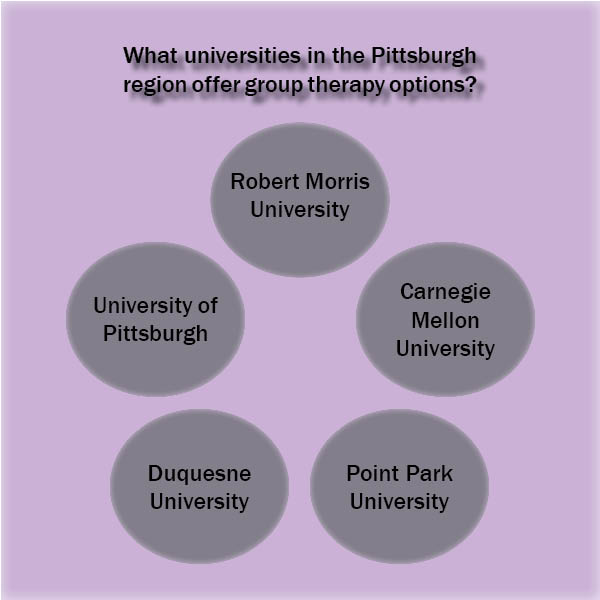 What universities in the Pittsburgh
region offer group therapy options?
Robert Morris
University
University of
Pittsburgh
Carnegie
Mellon
University
Duquesne
University
Point Park
University